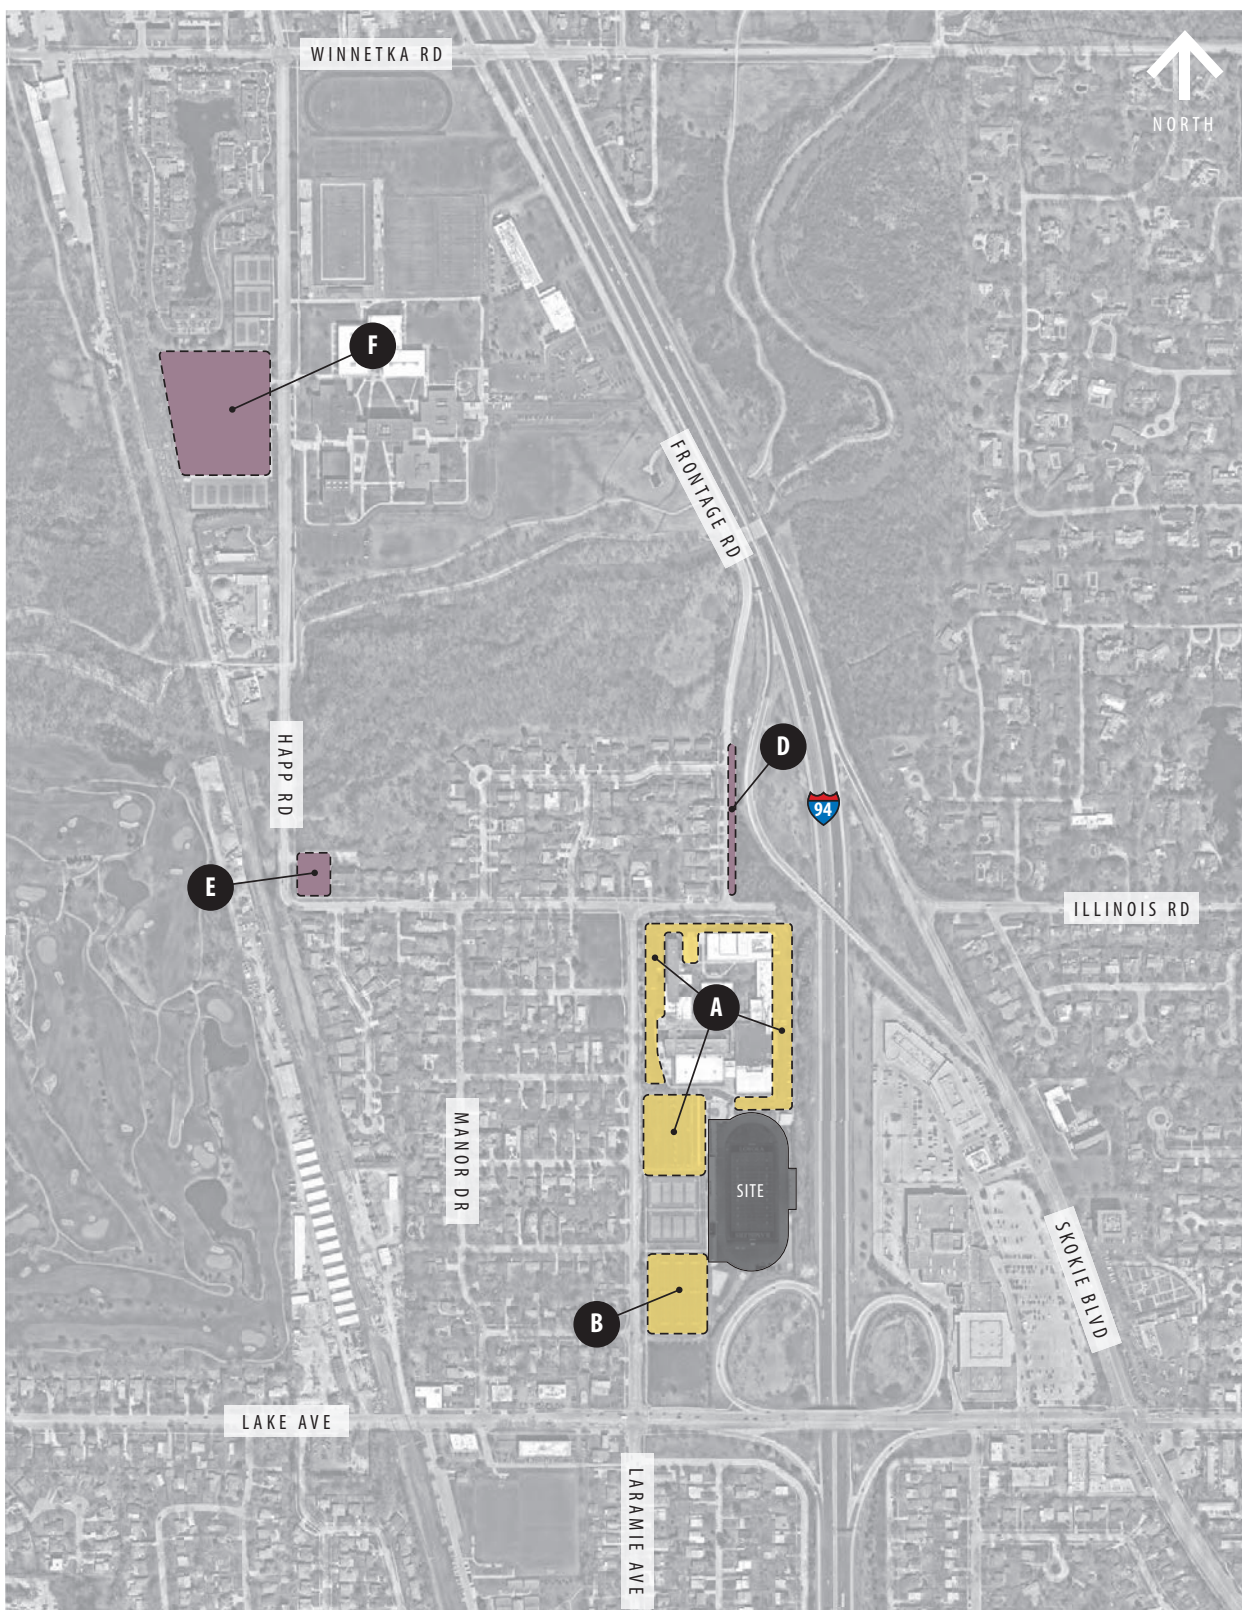 WINNETKA RD
NORTH
F
FRONTAGE RD
HAPP RD
D
94
E
ILLINOIS RD
A
MANOR DR
SITE
SKOKIE BLVD
B
LAKE AVE
LARAMIE AVE